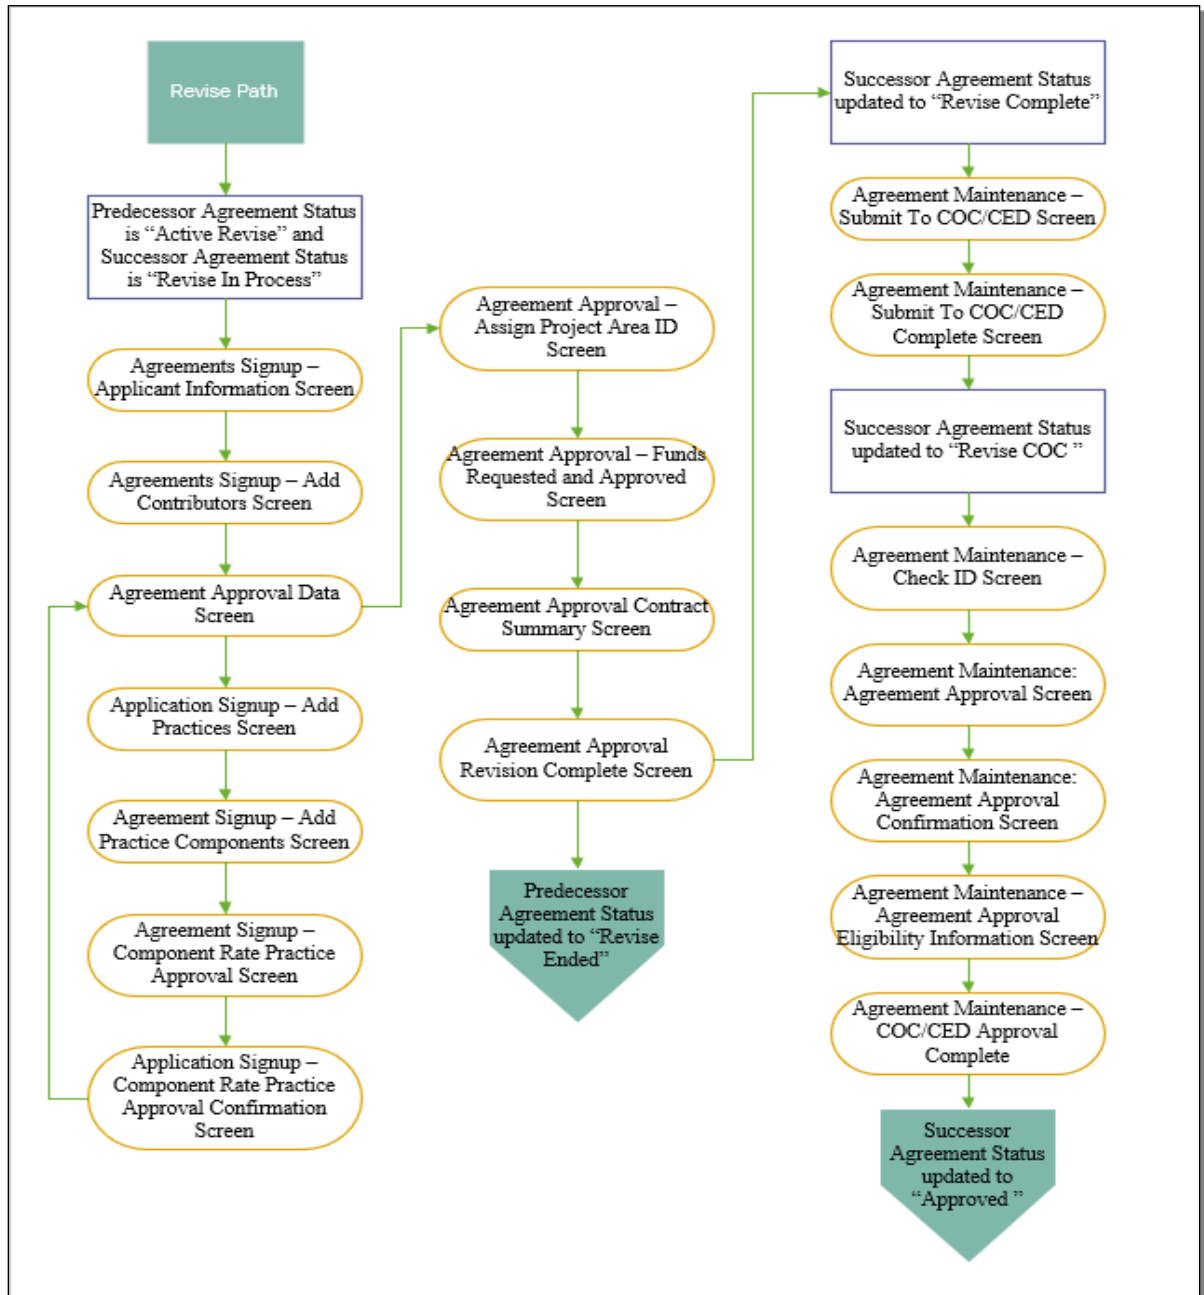 Revise Path
Predecessor Agreement Status
is “Active Revise” and
Successor Agreement Status
is “Revise In Process”
Agreements Signup –
Applicant Information Screen
Agreements Signup – Add
Contributors Screen
Agreement Approval Data
Screen
Application Signup – Add
Practices Screen
Agreement Signup – Add
Practice Components Screen
Agreement Signup –
Component Rate Practice
Approval Screen
Application Signup –
Component Rate Practice
Approval Confirmation
Screen
Agreement Approval –
Assign Project Area ID
Screen
Agreement Approval – Funds
Requested and Approved
Screen
Agreement Approval Contract
Summary Screen
Agreement Approval
Revision Complete Screen
Predecessor
Agreement Status
updated to “Revise
Ended”
Successor Agreement Status
updated to “Revise Complete”
Agreement Maintenance –
Submit To COC/CED Screen
Agreement Maintenance –
Submit To COC/CED
Complete Screen
Successor Agreement Status
updated to “Revise COC ”
Agreement Maintenance –
Check ID Screen
Agreement Maintenance:
Agreement Approval Screen
Agreement Maintenance:
Agreement Approval
Confirmation Screen
Agreement Maintenance –
Agreement Approval
Eligibility Information Screen
Agreement Maintenance –
COC/CED Approval
Complete
Successor
Agreement Status
updated to
“Approved ”